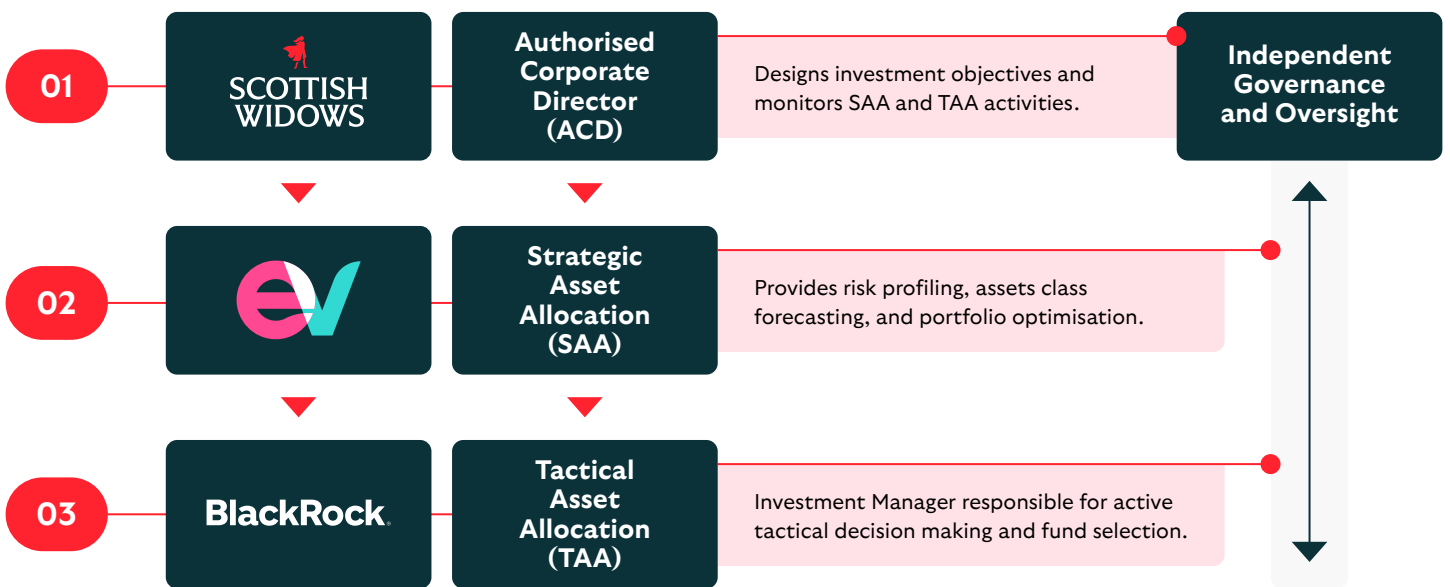 01
SCOTTISH
WIDOWS
Authorised
Corporate
Director
(ACD)
Designs investment objectives and
monitors SAA and TAA activities.
Independent
Governance
and Oversight
02
ev
Strategic
Asset
Allocation
(SAA)
Provides risk profiling, assets class
forecasting, and portfolio optimisation.
03
BlackRock.
Tactical
Asset
Allocation
(TAA)
Investment Manager responsible for active
tactical decision making and fund selection.